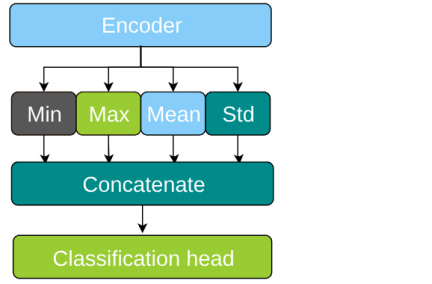 Encoder
Min Max Mean Std
Concatenate
Classification head